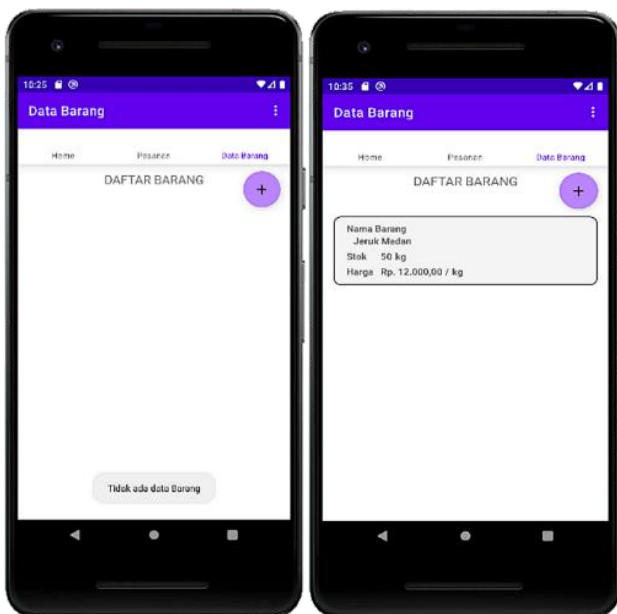 10:25
Data Barang
Home Pesanan Data Barang
DAFTAR BARANG
+
Tidak ada data Barang
10:35
Data Barang
Home Pesanan Data Barang
DAFTAR BARANG
+
Nama Barang
Jeruk Medan
Stok 50 kg
Harga Rp. 12.000,00 / kg